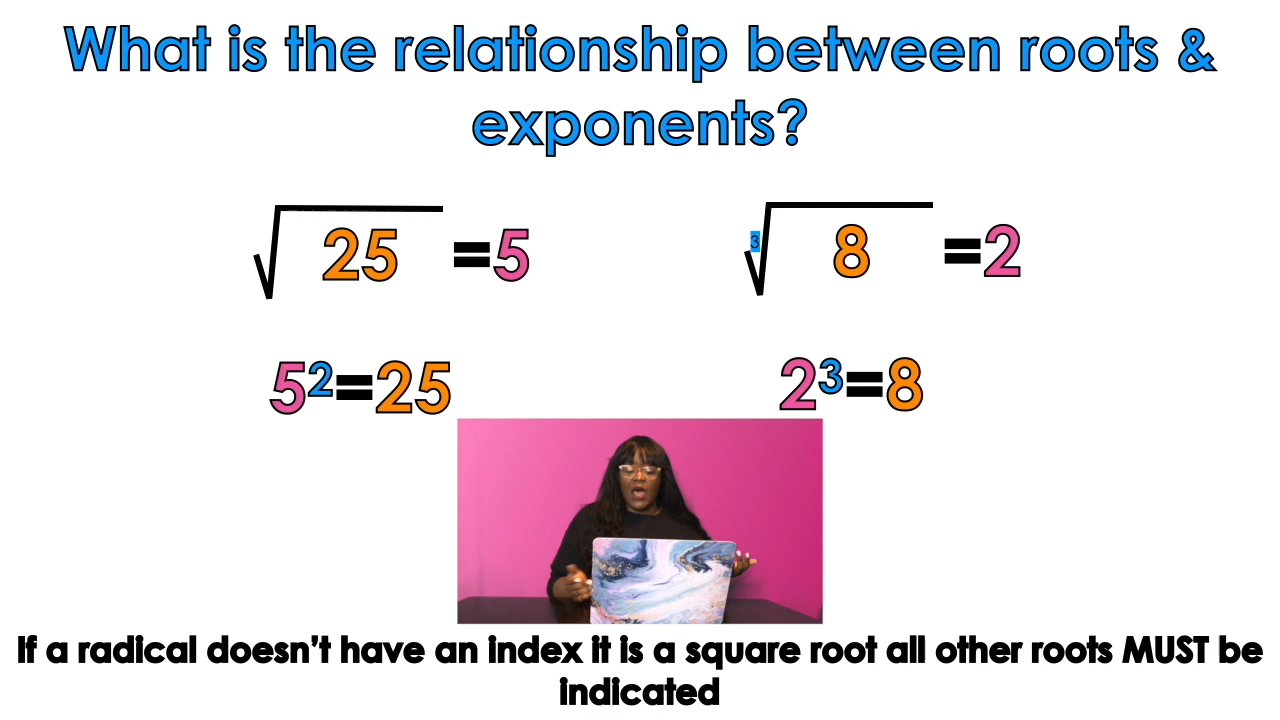 What is the relationship between roots &
exponents?
√25 =5
³√8 =2
5²=25
2³=8
If a radical doesn't have an index it is a square root all other roots MUST be
indicated